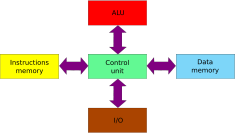 ALU
Instructions
memory
Control
unit
Data
memory
I/O